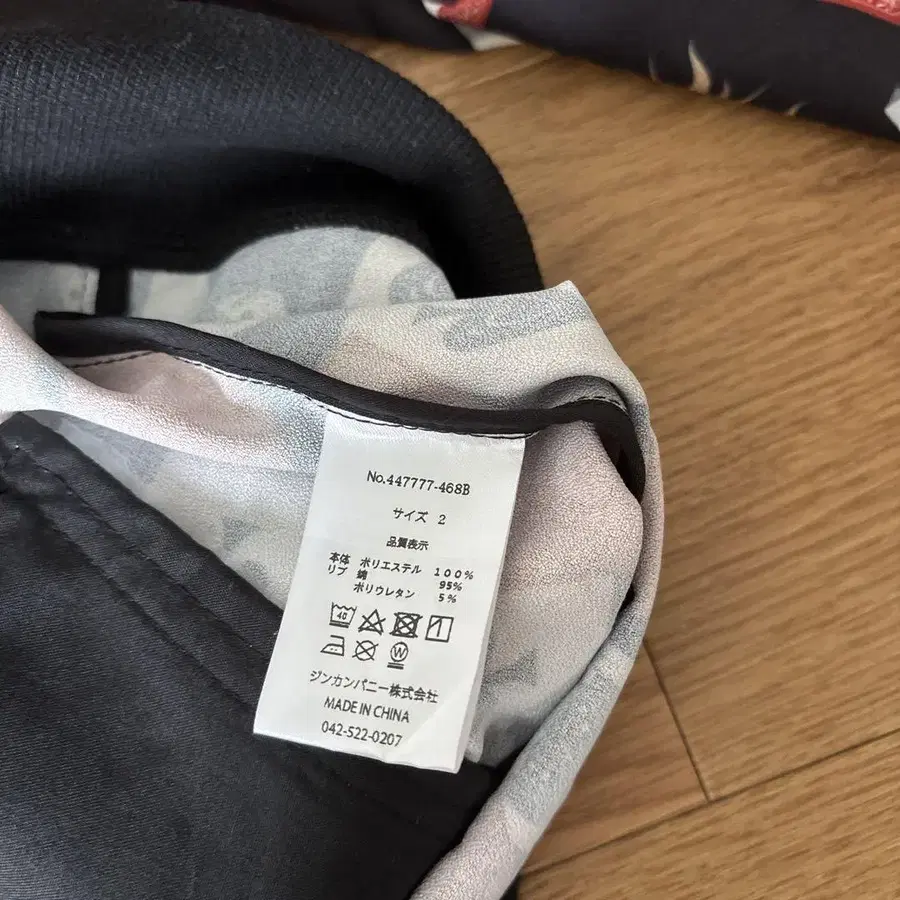 No.447777-468B
サイズ 2
品質表示
本体 ポリエステル 100%
リブ 綿 95%
ポリウレタン 5%
40
W
ジンカンパニー株式会社
MADE IN CHINA
042-522-0207